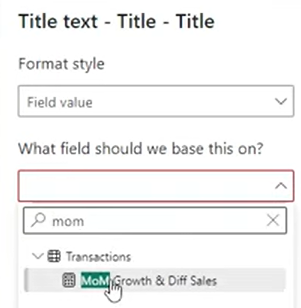 Title text - Title - Title
Format style
Field value
What field should we base this on?
mom
Transactions
MoM Growth & Diff Sales